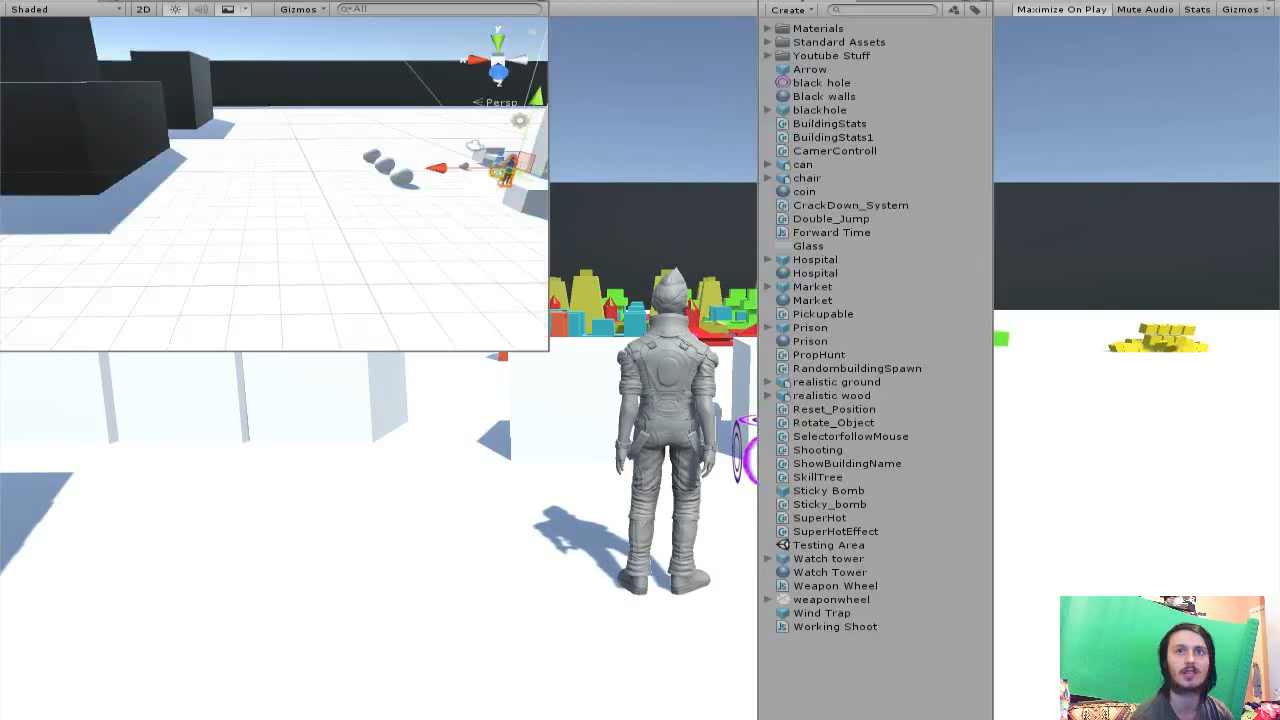 Shaded
2D
Gizmos
All
Create
Maximize On Play
Mute Audio
Stats
Gizmos
y
z
Persp
Materials
Standard Assets
Youtube Stuff
Arrow
black hole
Black walls
blackhole
BuildingStats
BuildingStats1
CamerControll
can
chair
coin
CrackDown_System
Double_Jump
Forward Time
Glass
Hospital
Hospital
Market
Market
Pickupable
Prison
Prison
PropHunt
RandombuildingSpawn
realistic ground
realistic wood
Reset_Position
Rotate_Object
SelectorfollowMouse
Shooting
ShowBuildingName
SkillTree
Sticky Bomb
Sticky_bomb
SuperHot
SuperHotEffect
Testing Area
Watch tower
Watch Tower
Weapon Wheel
weaponwheel
Wind Trap
Working Shoot